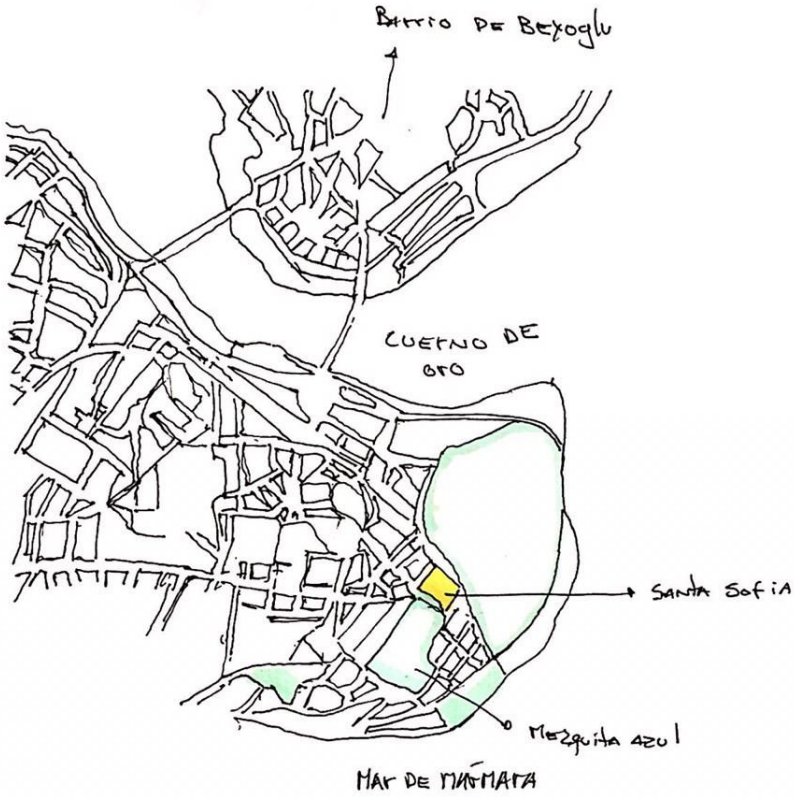 Barrio DE BEYOGlu
CUErNO DE
Oro
SANTA SOFiA
MEzquita AZUl
MAr DE MÁrMArA